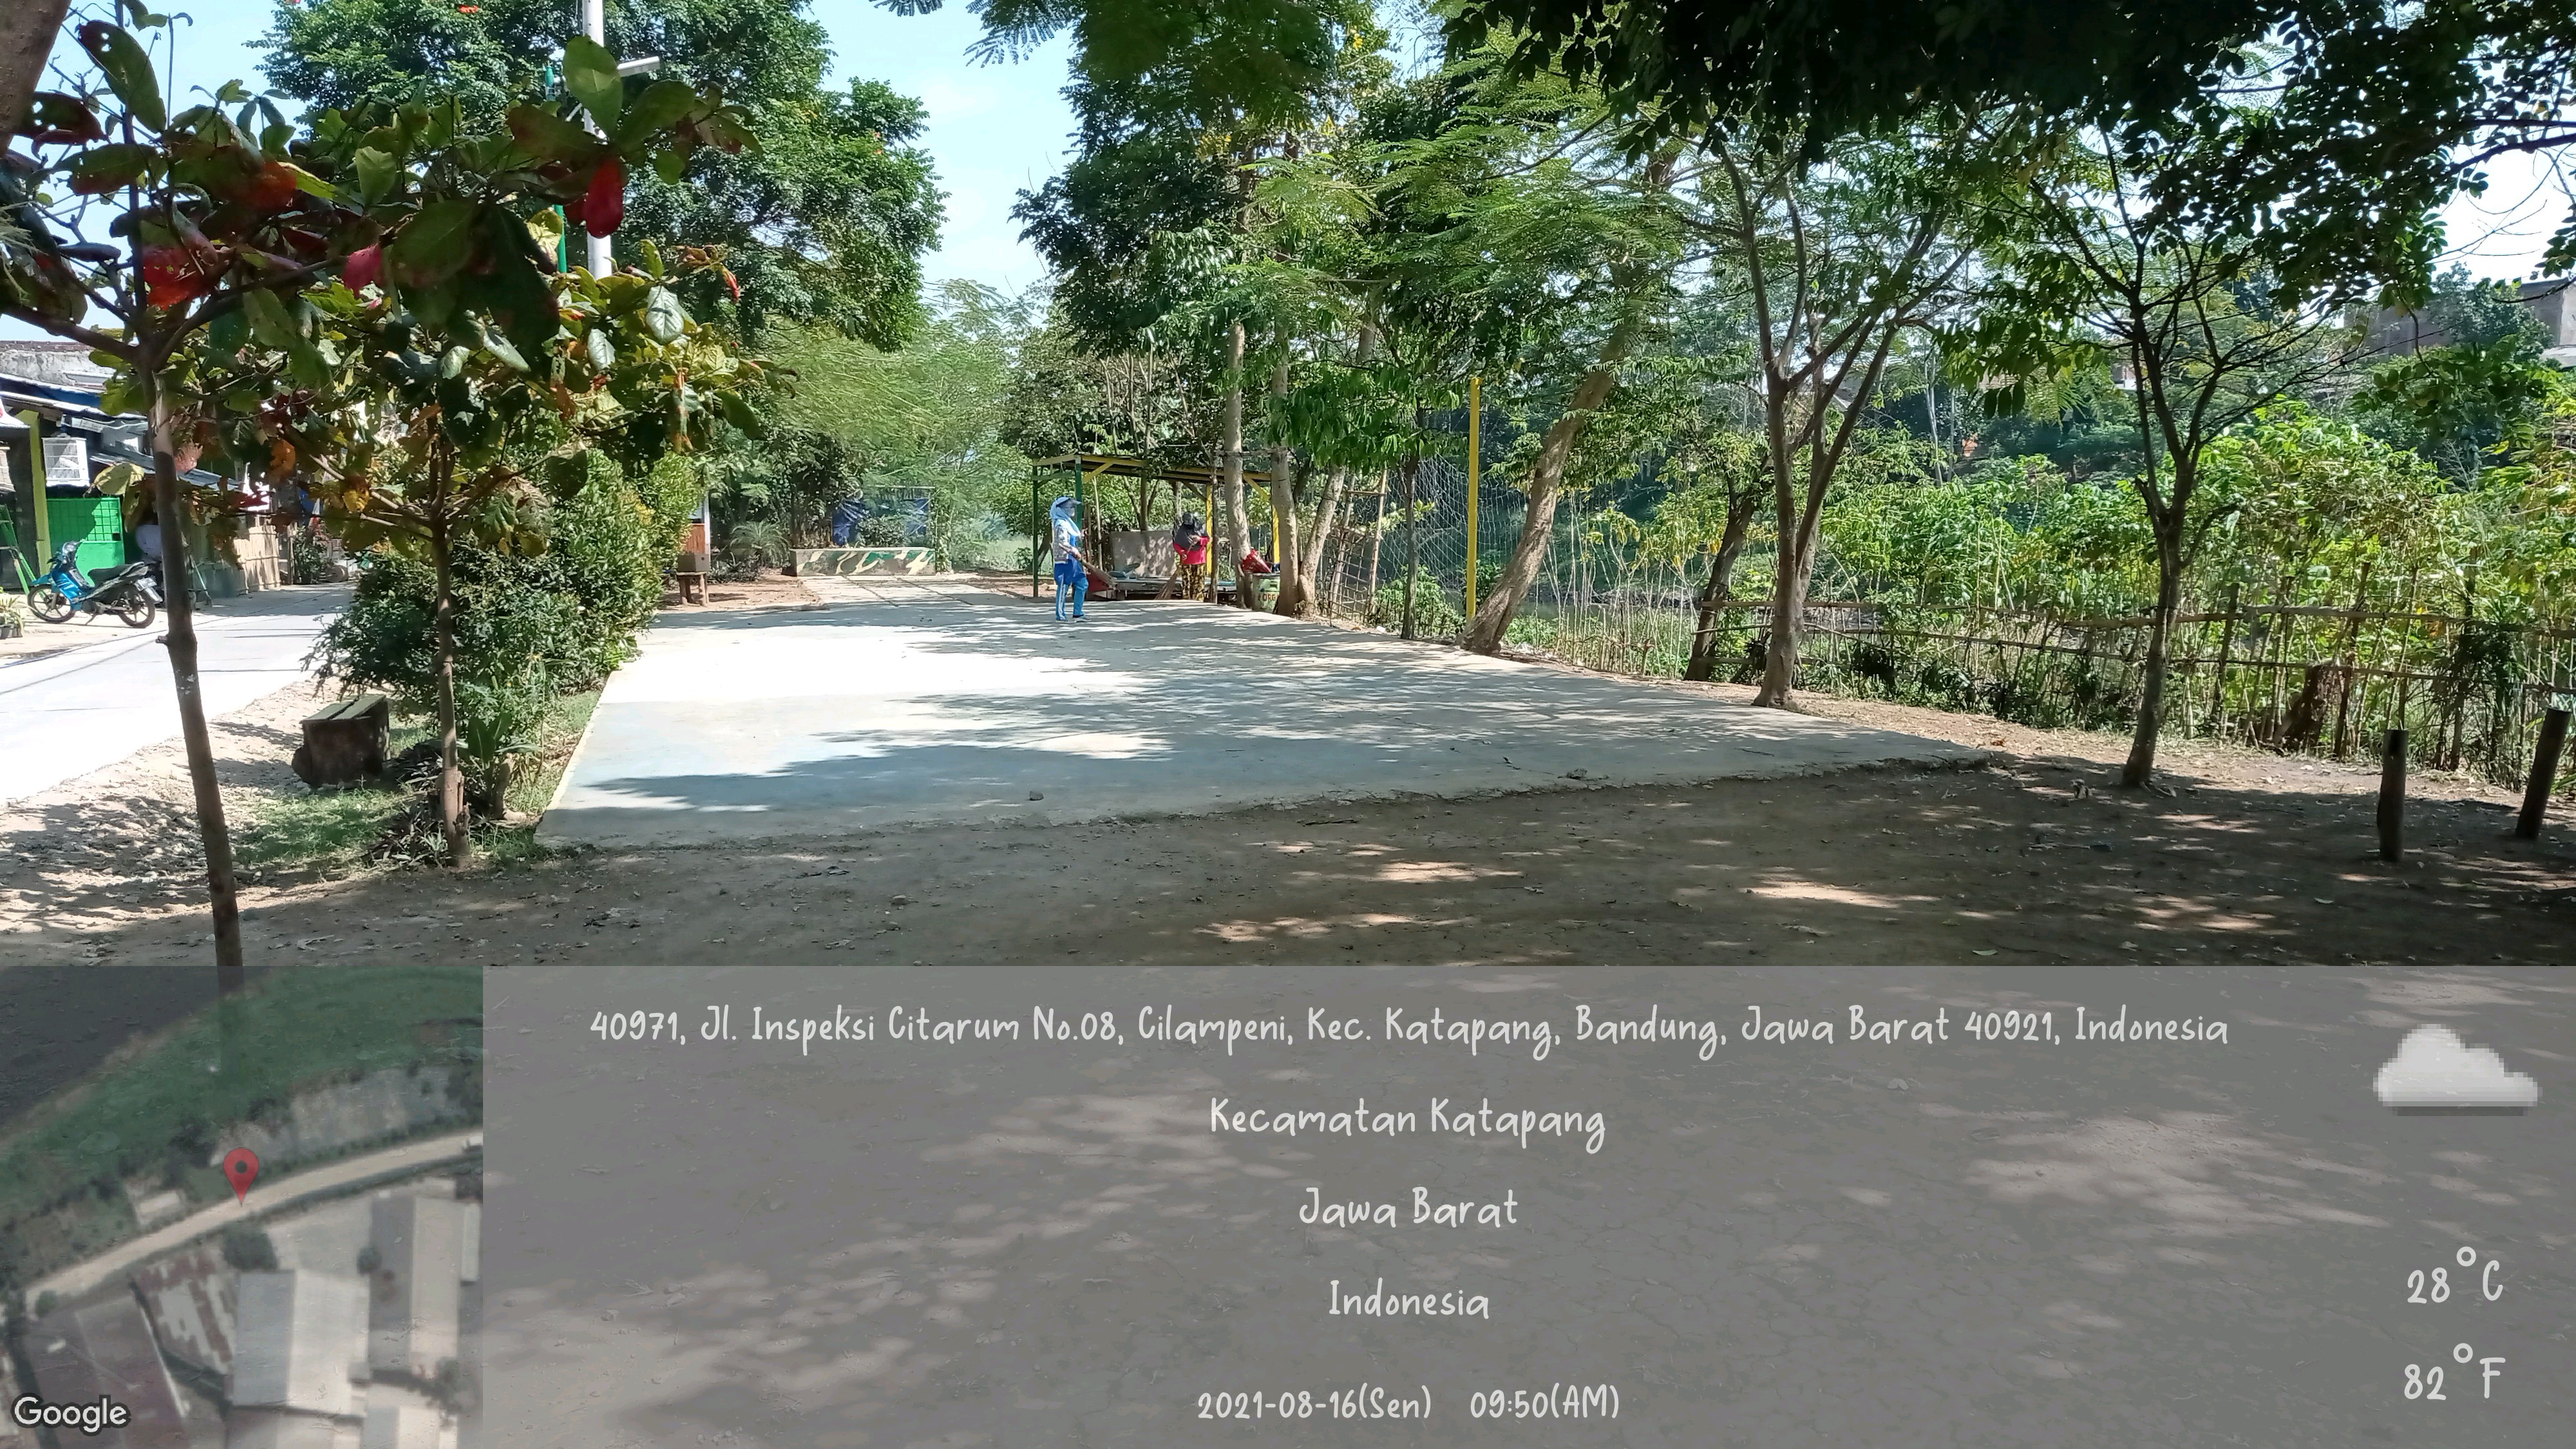 40971, Jl. Inspeksi Citarum No.08, Cilampeni, Kec. Katapang, Bandung, Jawa Barat 40921, Indonesia
Kecamatan Katapang
Jawa Barat
Indonesia
2021-08-16(Sen) 09:50(AM)
28°C
82°F
Google